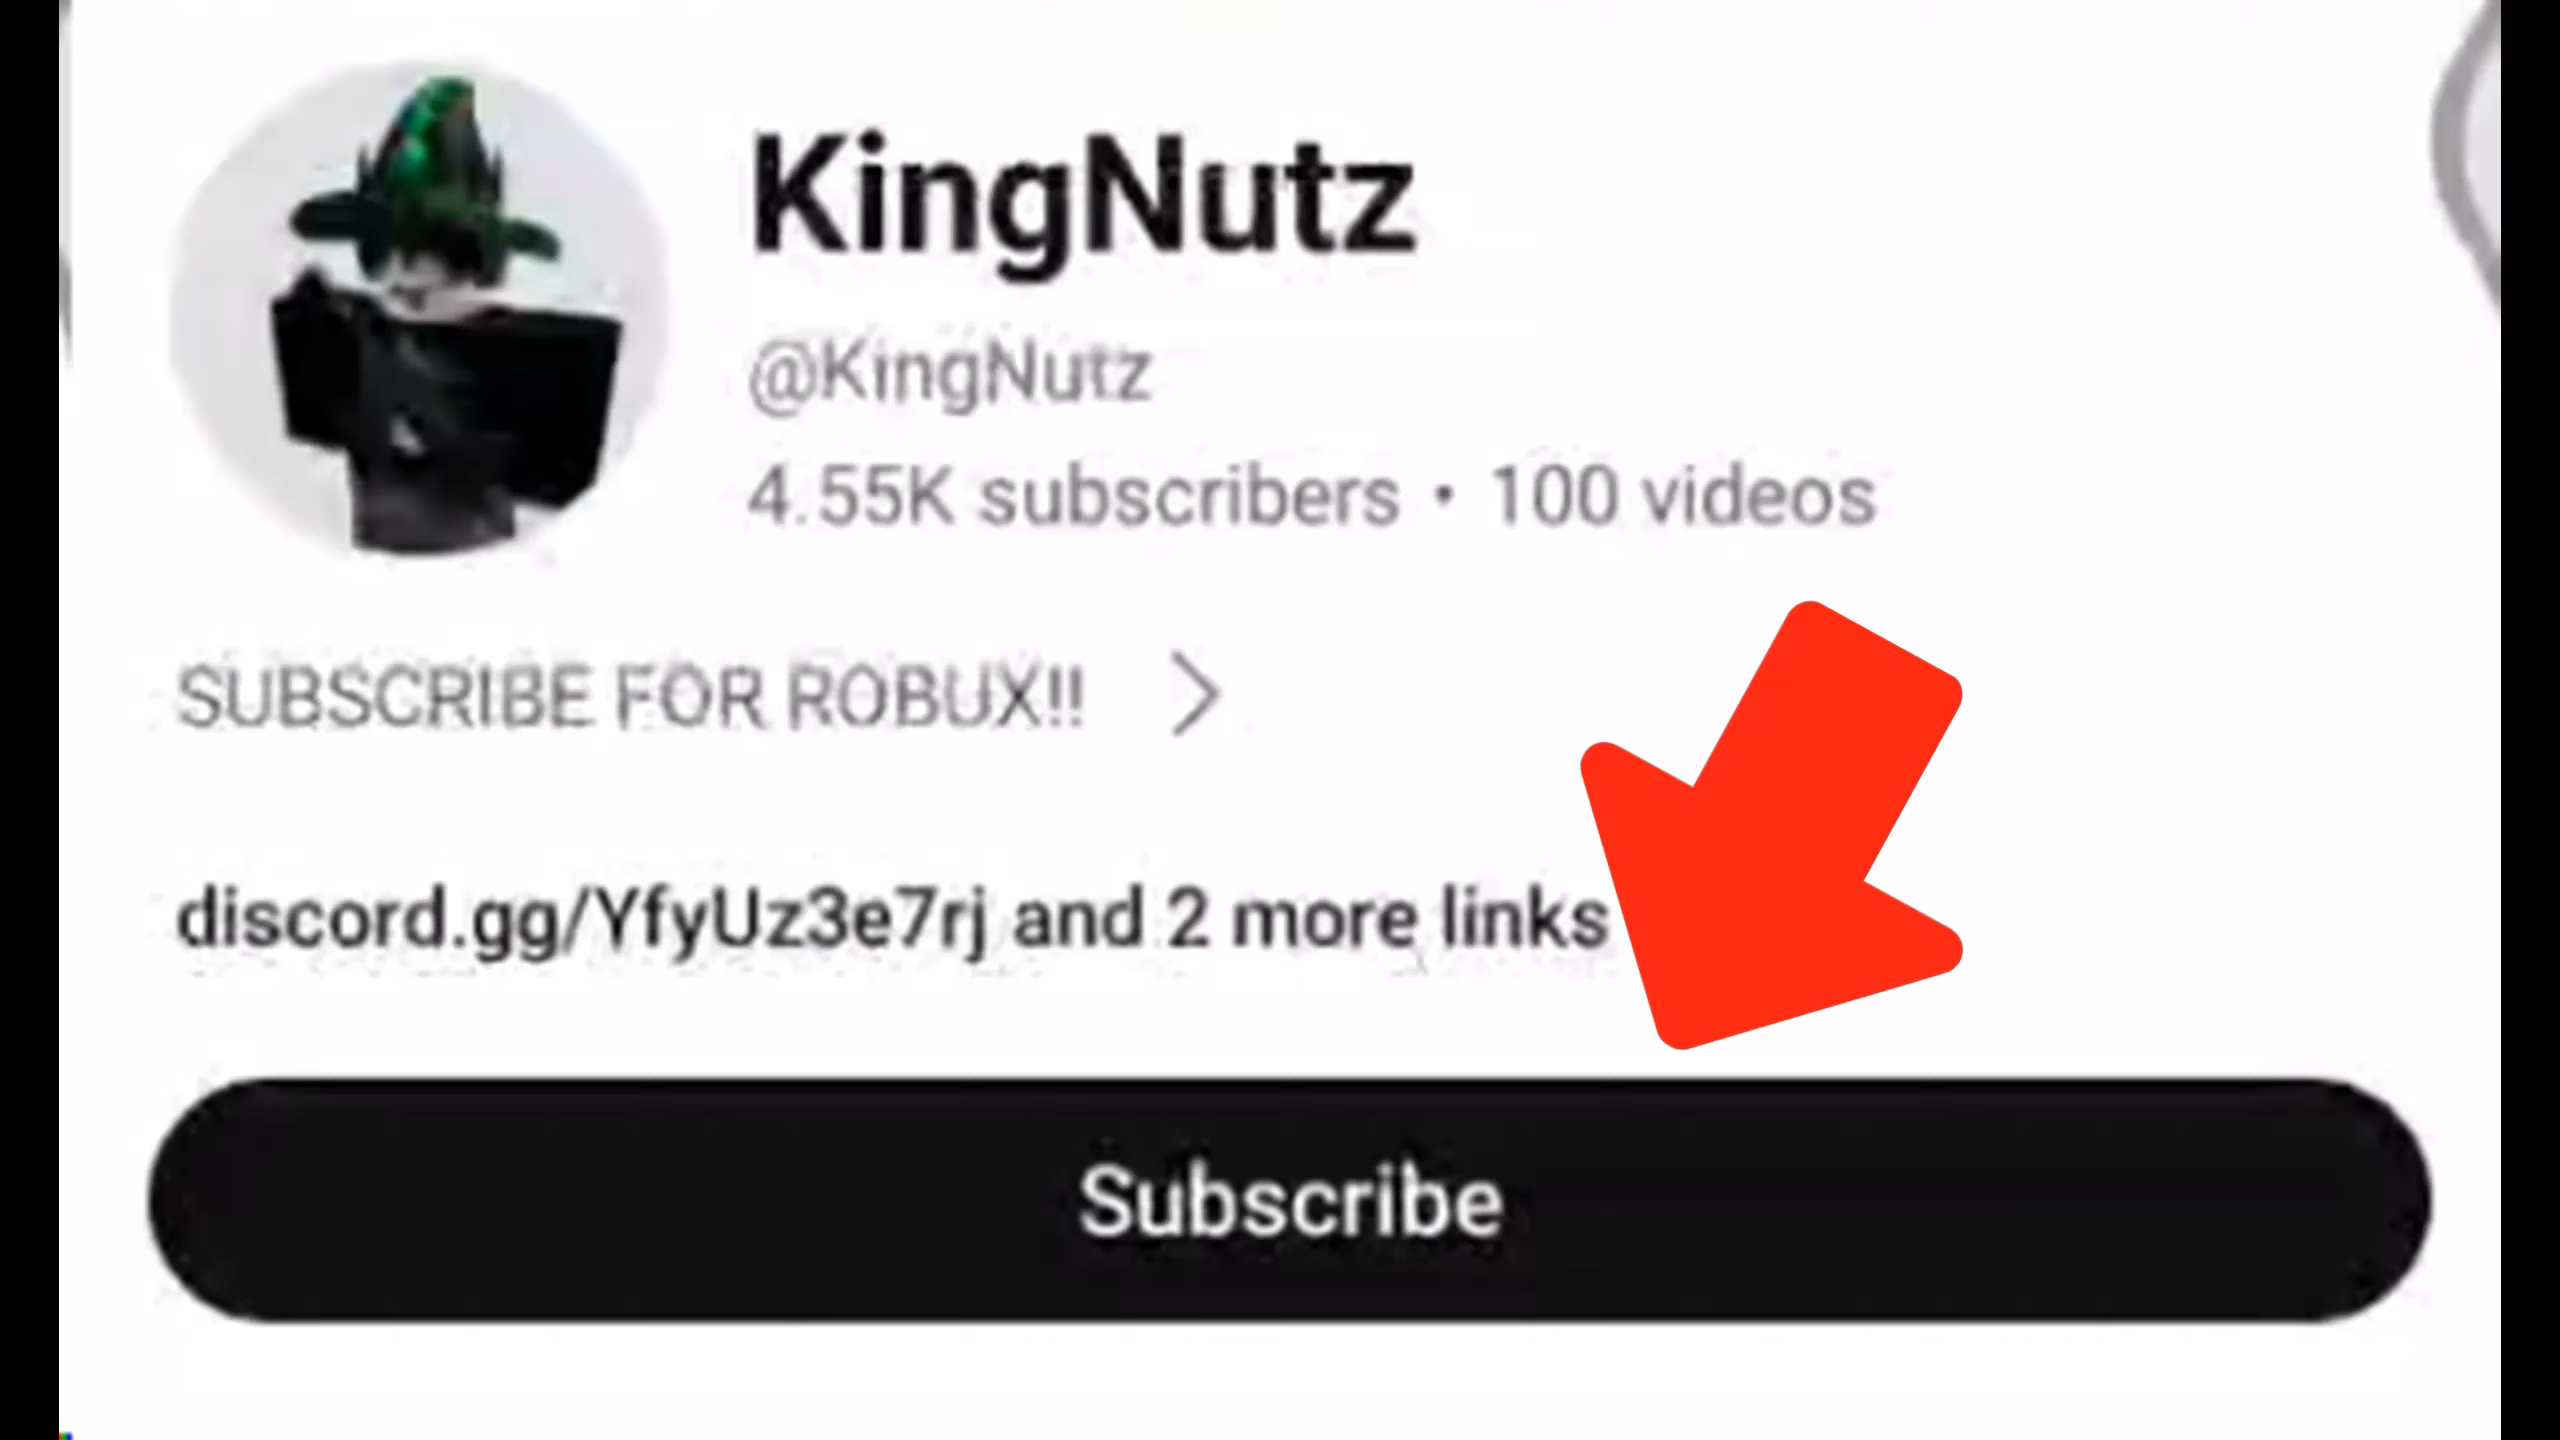 KingNutz
@KingNutz
4.55K subscribers • 100 videos
SUBSCRIBE FOR ROBUX!!
discord.gg/YfyUz3e7rj and 2 more links
Subscribe